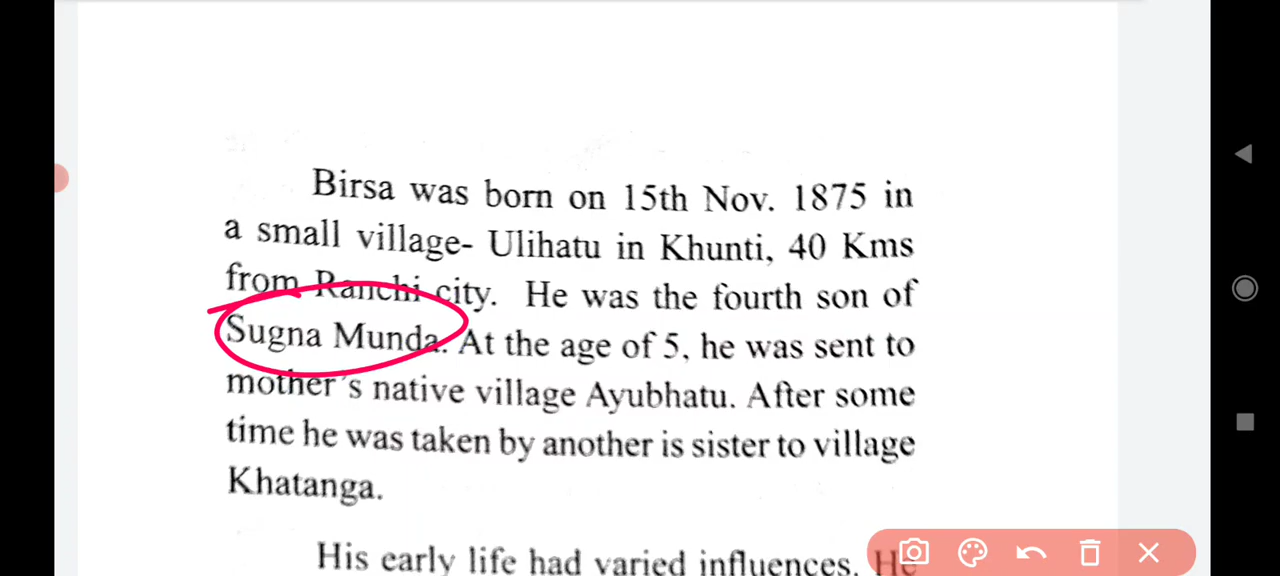 Birsa was born on 15th Nov. 1875 in
a small village- Ulihatu in Khunti, 40 Kms
from Ranchi city. He was the fourth son of
Sugna Munda. At the age of 5, he was sent to
mother's native village Ayubhatu. After some
time he was taken by another is sister to village
Khatanga.
His early life had varied influences. He